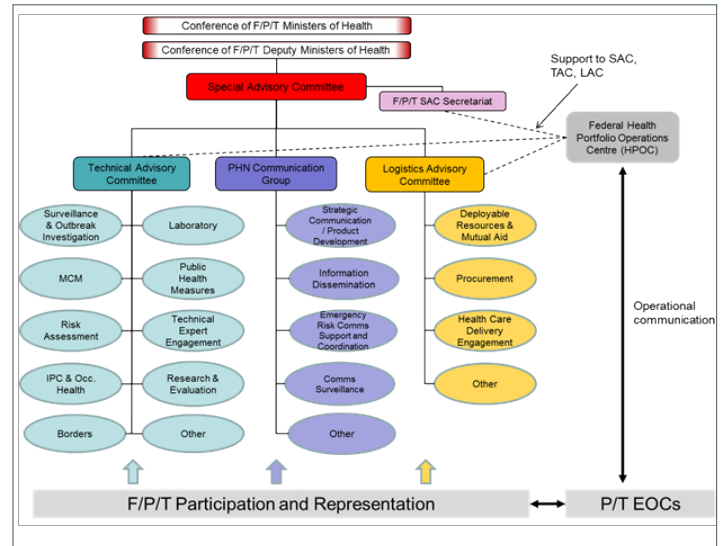 Conference of F/P/T Ministers of Health
Conference of F/P/T Deputy Ministers of Health
Special Advisory Committee
F/P/T SAC Secretariat
Support to SAC,
TAC, LAC
Federal Health
Portfolio Operations
Centre (HPOC)
Technical Advisory
Committee
PHN Communication
Group
Logistics Advisory
Committee
Surveillance
& Outbreak
Investigation
Laboratory
Strategic
Communication
/ Product
Development
Deployable
Resources &
Mutual Aid
MCM
Public
Health
Measures
Information
Dissemination
Procurement
Risk
Assessment
Technical
Expert
Engagement
Emergency
Risk Comms
Support and
Coordination
Health Care
Delivery
Engagement
Operational
communication
IPC & Occ.
Health
Research &
Evaluation
Comms
Surveillance
Other
Borders
Other
Other
F/P/T Participation and Representation
P/T EOCs